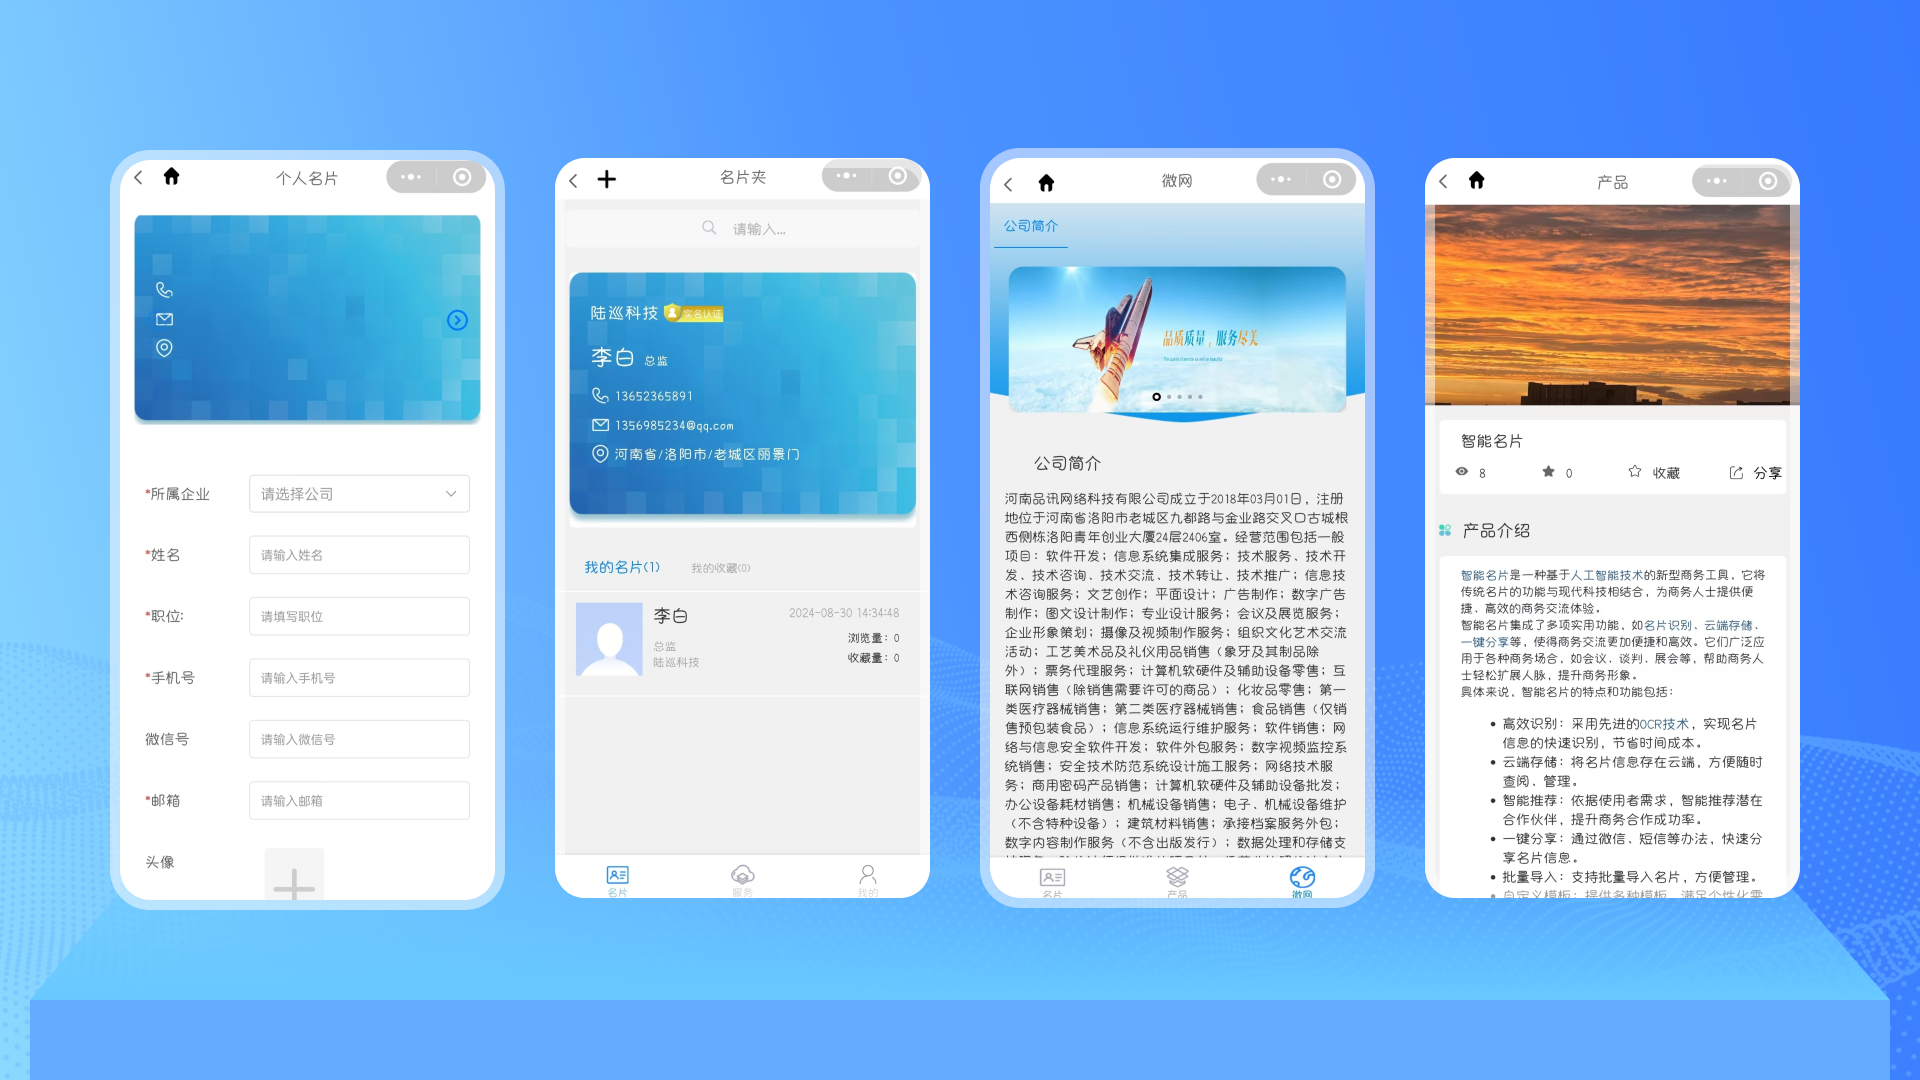 个人名片
*所属企业 请选择公司
*姓名 请输入姓名
*职位: 请填写职位
*手机号 请输入手机号
微信号 请输入微信号
*邮箱 请输入邮箱
头像
名片夹
请输入...
陆巡科技 实名认证
李白 总监
13652365891
1356985234@qq.com
河南省/洛阳市/老城区丽景门
我的名片(1) 我的收藏(0)
李白 2024-08-30 14:34:48
总监 浏览量：0
陆巡科技 收藏量：0
名片 服务 我的
微网
公司简介
品质质量，服务尽美
公司简介
河南品讯网络科技有限公司成立于2018年03月01日，注册
地位于河南省洛阳市老城区九都路与金业路交叉口古城根
西侧栋洛阳青年创业大厦24层2406室。经营范围包括一般
项目：软件开发；信息系统集成服务；技术服务、技术开
发、技术咨询、技术交流、技术转让、技术推广；信息技
术咨询服务；文艺创作；平面设计；广告制作；数字广告
制作；图文设计制作；专业设计服务；会议及展览服务；
企业形象策划；摄像及视频制作服务；组织文化艺术交流
活动；工艺美术品及礼仪用品销售（象牙及其制品除
外）；票务代理服务；计算机软硬件及辅助设备零售；互
联网销售（除销售需要许可的商品）；化妆品零售；第一
类医疗器械销售；第二类医疗器械销售；食品销售（仅销
售预包装食品）；信息系统运行维护服务；软件销售；网
络与信息安全软件开发；软件外包服务；数字视频监控系
统销售；安全技术防范系统设计施工服务；网络技术服
务；商用密码产品销售；计算机软硬件及辅助设备批发；
办公设备耗材销售；机械设备销售；电子、机械设备维护
（不含特种设备）；建筑材料销售；承接档案服务外包；
数字内容制作服务（不含出版发行）；数据处理和存储支
名片 产品 微网
产品
智能名片
8 0 收藏 分享
产品介绍
智能名片是一种基于人工智能技术的新型商务工具，它将
传统名片的功能与现代科技相结合，为商务人士提供便
捷、高效的商务交流体验。
智能名片集成了多项实用功能，如名片识别、云端存储、
一键分享等，使得商务交流更加便捷和高效。它们广泛应
用于各种商务场合，如会议、谈判、展会等，帮助商务人
士轻松扩展人脉，提升商务形象。
具体来说，智能名片的特点和功能包括：
• 高效识别：采用先进的OCR技术，实现名片
信息的快速识别，节省时间成本。
• 云端存储：将名片信息存在云端，方便随时
查阅、管理。
• 智能推荐：依据使用者需求，智能推荐潜在
合作伙伴，提升商务合作成功率。
• 一键分享：通过微信、短信等办法，快速分
享名片信息。
• 批量导入：支持批量导入名片，方便管理。
• 自定义模板：提供多种模板，满足个性化需